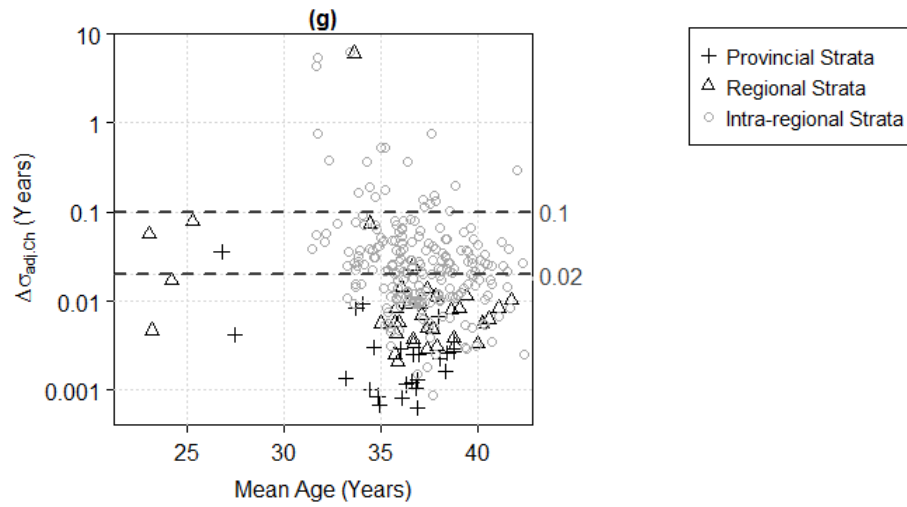 (g)
10
1
0.1
0.01
0.001
0.1
0.02
25
30
35
40
Δσadj.Ch (Years)
Mean Age (Years)
Provincial Strata
Regional Strata
Intra-regional Strata